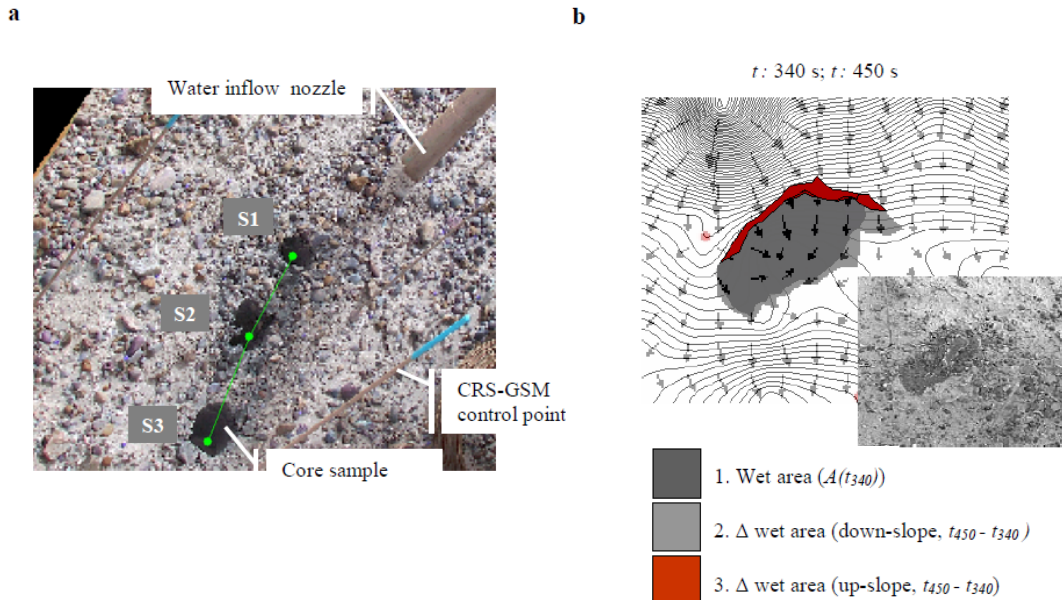 a
b
t : 340 s; t : 450 s
Water inflow nozzle
S1
S2
S3
CRS-GSM
control point
Core sample
1. Wet area (A(t340))
2. Δ wet area (down-slope, t450 - t340 )
3. Δ wet area (up-slope, t450 - t340)